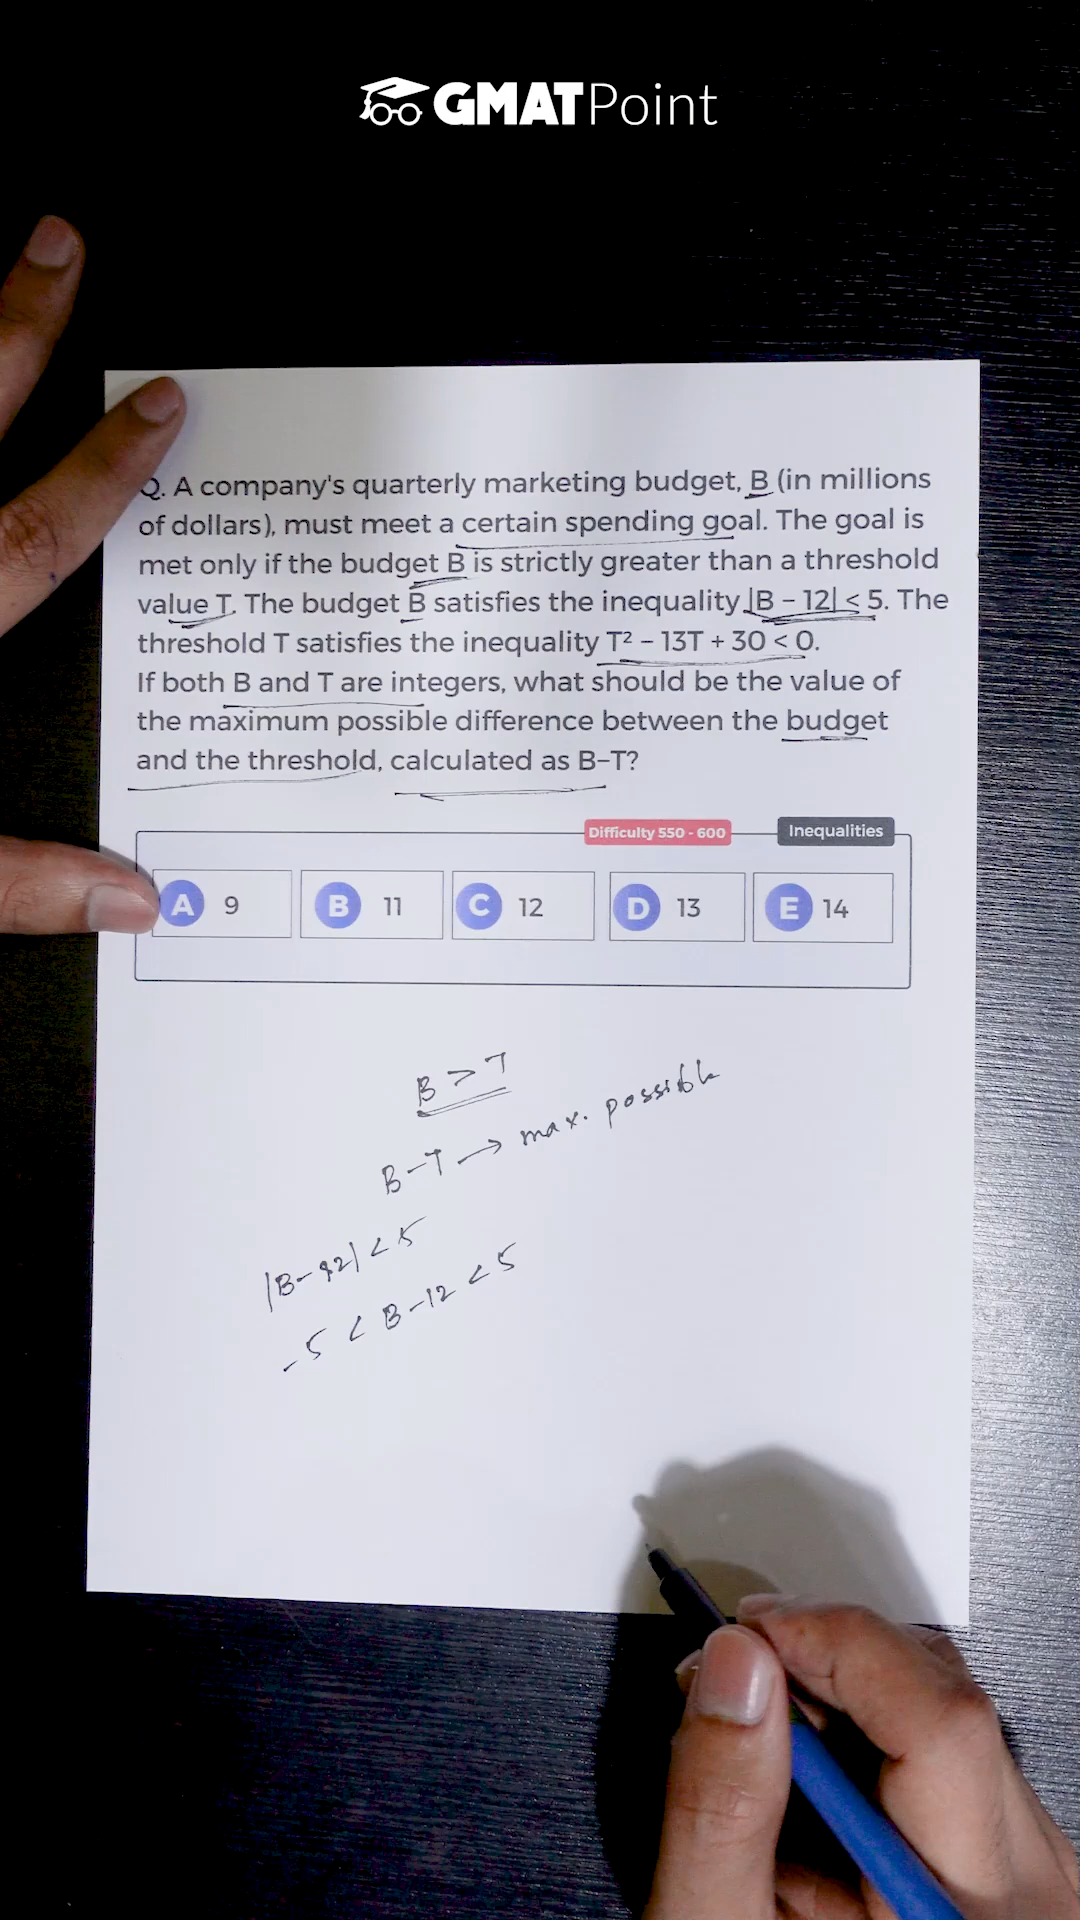 GMATPoint
Q. A company's quarterly marketing budget, B (in millions
of dollars), must meet a certain spending goal. The goal is
met only if the budget B is strictly greater than a threshold
value T. The budget B satisfies the inequality |B – 12| < 5. The
threshold T satisfies the inequality T² – 13T + 30 < 0.
If both B and T are integers, what should be the value of
the maximum possible difference between the budget
and the threshold, calculated as B–T?
Difficulty 550 - 600
Inequalities
A 9 B 11 C 12 D 13 E 14
B > T
B – T → max. possible
|B – 12| < 5
– 5 < B – 12 < 5